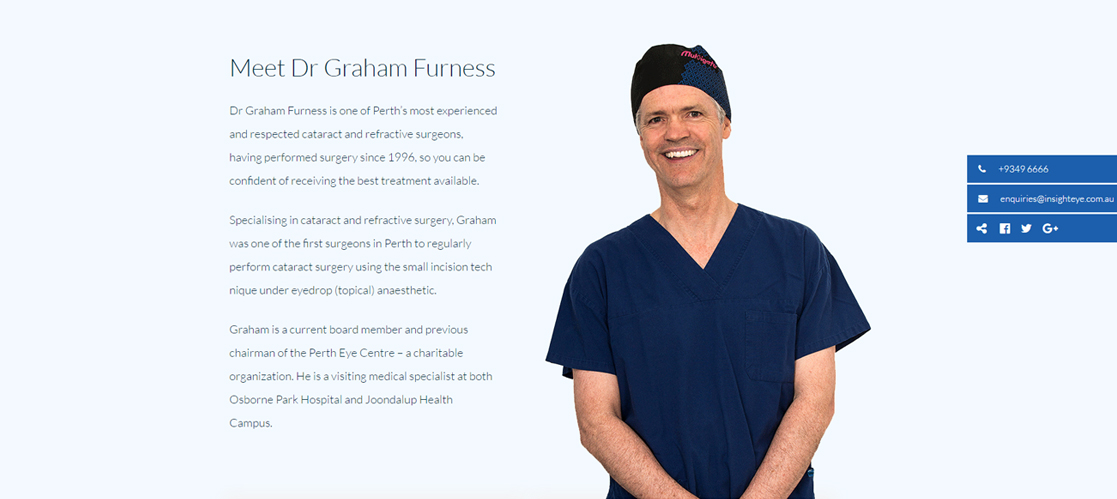 Meet Dr Graham Furness
Dr Graham Furness is one of Perth's most experienced
and respected cataract and refractive surgeons,
having performed surgery since 1996, so you can be
confident of receiving the best treatment available.
Specialising in cataract and refractive surgery, Graham
was one of the first surgeons in Perth to regularly
perform cataract surgery using the small incision tech
nique under eyedrop (topical) anaesthetic.
Graham is a current board member and previous
chairman of the Perth Eye Centre – a charitable
organization. He is a visiting medical specialist at both
Osborne Park Hospital and Joondalup Health
Campus.
+9349 6666
enquiries@insighteye.com.au